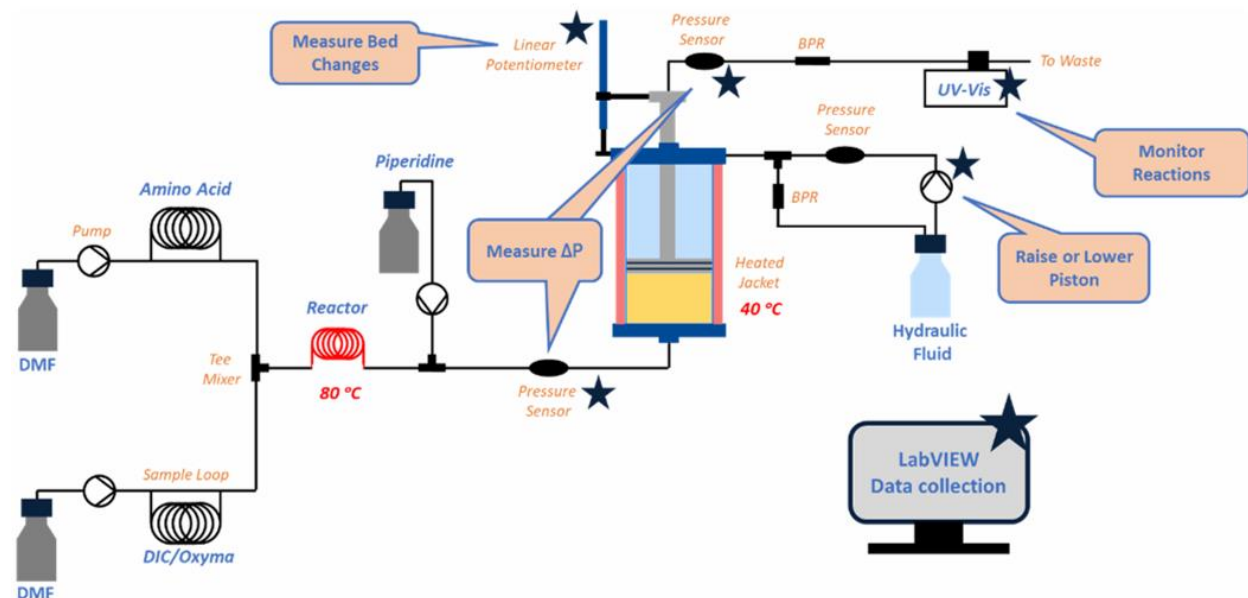 Measure Bed
Changes
Linear
Potentiometer
Pressure
Sensor
BPR
To Waste
UV-Vis
Pressure
Sensor
Monitor
Reactions
Piperidine
Amino Acid
Pump
BPR
Measure ΔP
Heated
Jacket
40 °C
Raise or Lower
Piston
Reactor
Hydraulic
Fluid
DMF
Tee
Mixer
80 °C
Pressure
Sensor
LabVIEW
Data collection
Sample Loop
DIC/Oxyma
DMF